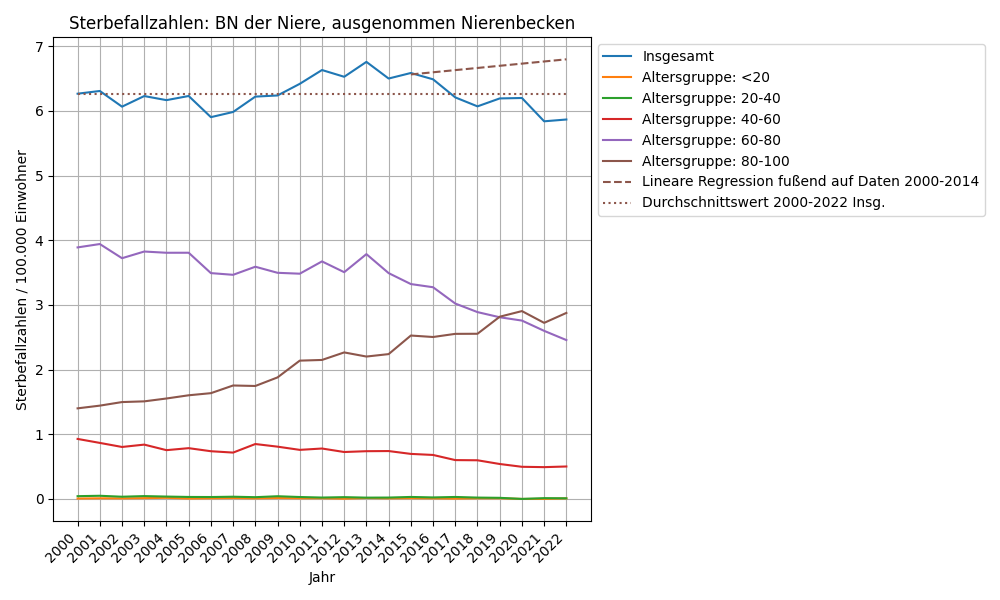 Sterbefallzahlen: BN der Niere, ausgenommen Nierenbecken
7
6
5
4
3
2
1
0
Sterbefallzahlen / 100.000 Einwohner
2000
2001
2002
2003
2004
2005
2006
2007
2008
2009
2010
2011
2012
2013
2014
2015
2016
2017
2018
2019
2020
2021
2022
Jahr
Insgesamt
Altersgruppe: <20
Altersgruppe: 20-40
Altersgruppe: 40-60
Altersgruppe: 60-80
Altersgruppe: 80-100
Lineare Regression fußend auf Daten 2000-2014
Durchschnittswert 2000-2022 Insg.